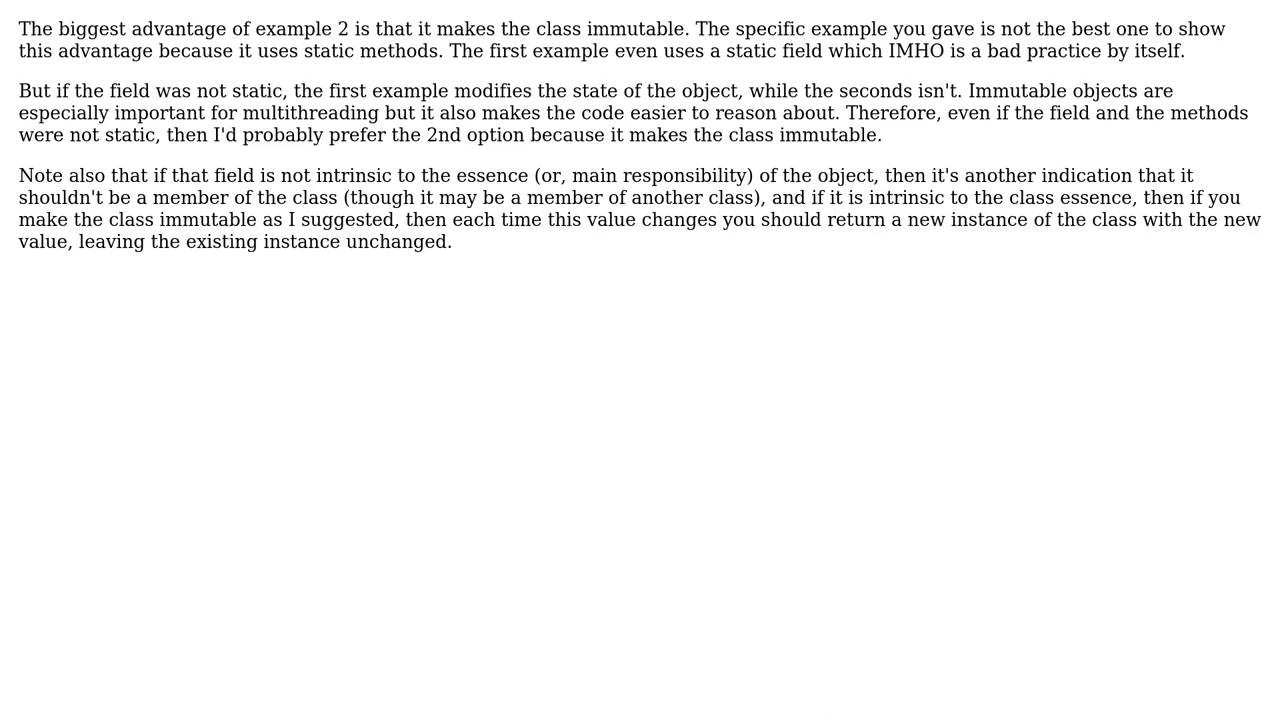 The biggest advantage of example 2 is that it makes the class immutable. The specific example you gave is not the best one to show
this advantage because it uses static methods. The first example even uses a static field which IMHO is a bad practice by itself.
But if the field was not static, the first example modifies the state of the object, while the seconds isn't. Immutable objects are
especially important for multithreading but it also makes the code easier to reason about. Therefore, even if the field and the methods
were not static, then I'd probably prefer the 2nd option because it makes the class immutable.
Note also that if that field is not intrinsic to the essence (or, main responsibility) of the object, then it's another indication that it
shouldn't be a member of the class (though it may be a member of another class), and if it is intrinsic to the class essence, then if you
make the class immutable as I suggested, then each time this value changes you should return a new instance of the class with the new
value, leaving the existing instance unchanged.